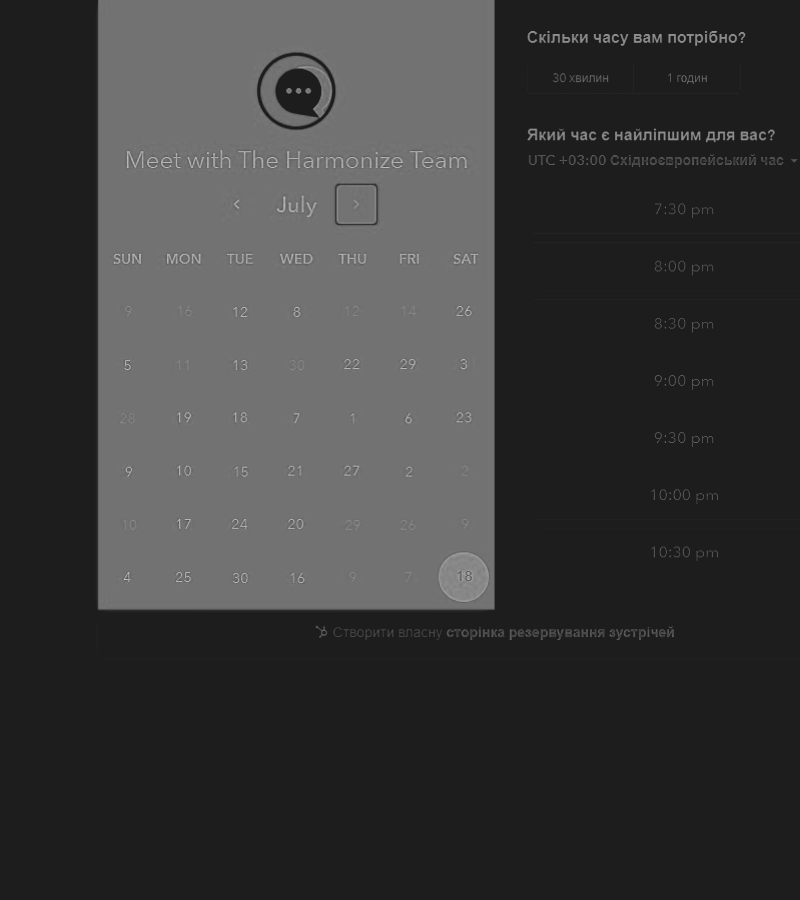 Meet with The Harmonize Team
July
SUN MON TUE WED THU FRI SAT
9 16 12 8 12 14 26
5 11 13 30 22 29 3
28 19 18 7 1 6 23
9 10 15 21 27 2 2
10 17 24 20 29 26 9
4 25 30 16 9 7 18
Скільки часу вам потрібно?
30 хвилин 1 годин
Який час є найліпшим для вас?
UTC +03:00 Східноєвропейський час
7:30 pm
8:00 pm
8:30 pm
9:00 pm
9:30 pm
10:00 pm
10:30 pm
Створити власну сторінка резервування зустрічей